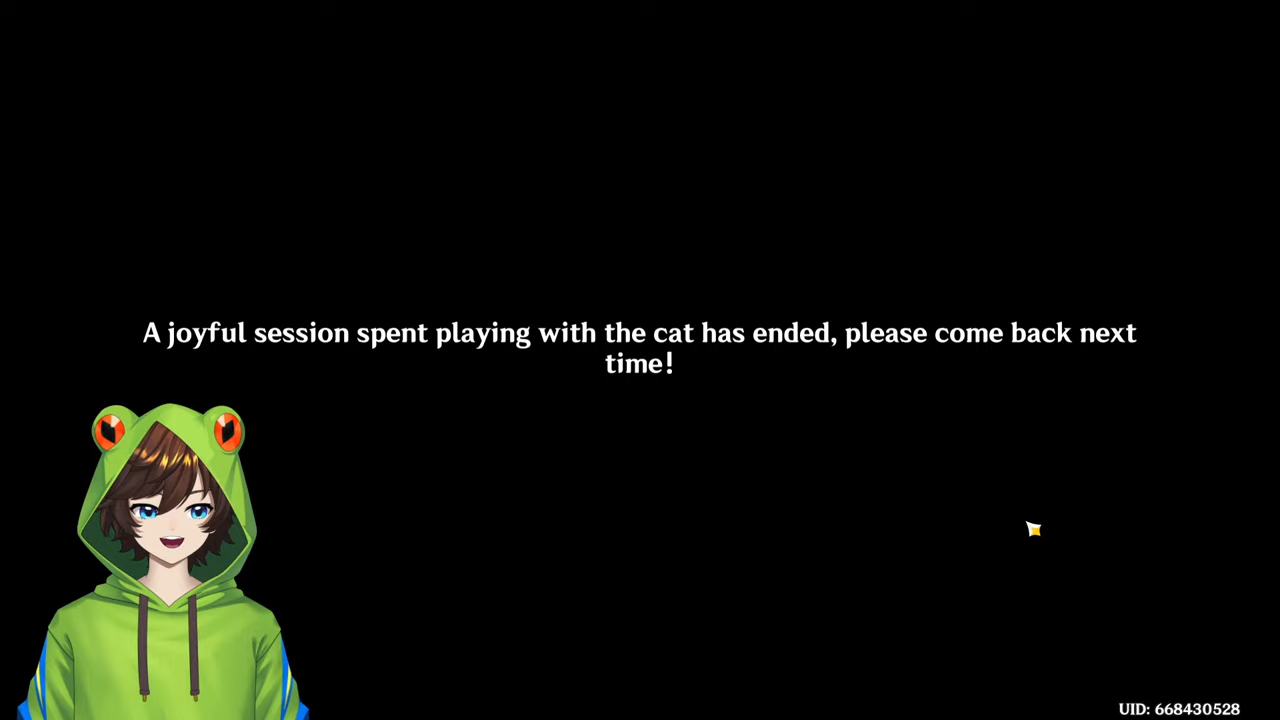 A joyful session spent playing with the cat has ended, please come back next
time!
UID: 668430528